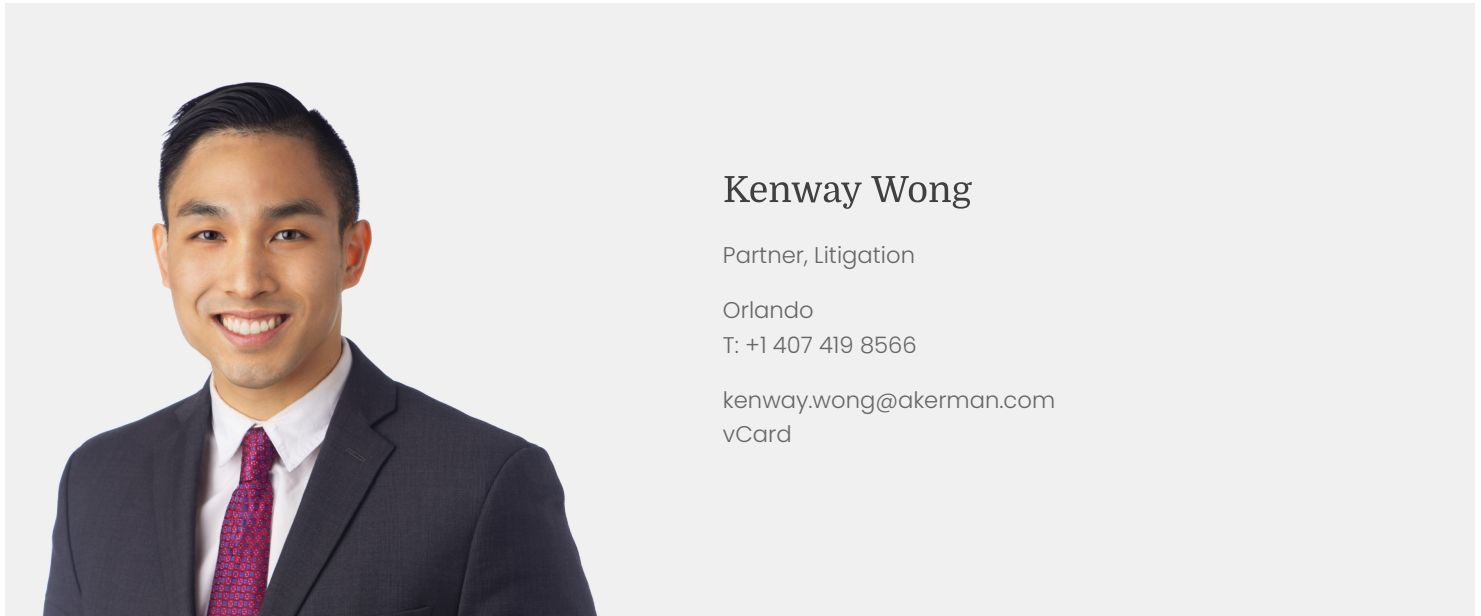 Kenway Wong
Partner, Litigation
Orlando
T: +1 407 419 8566
kenway.wong@akerman.com
vCard